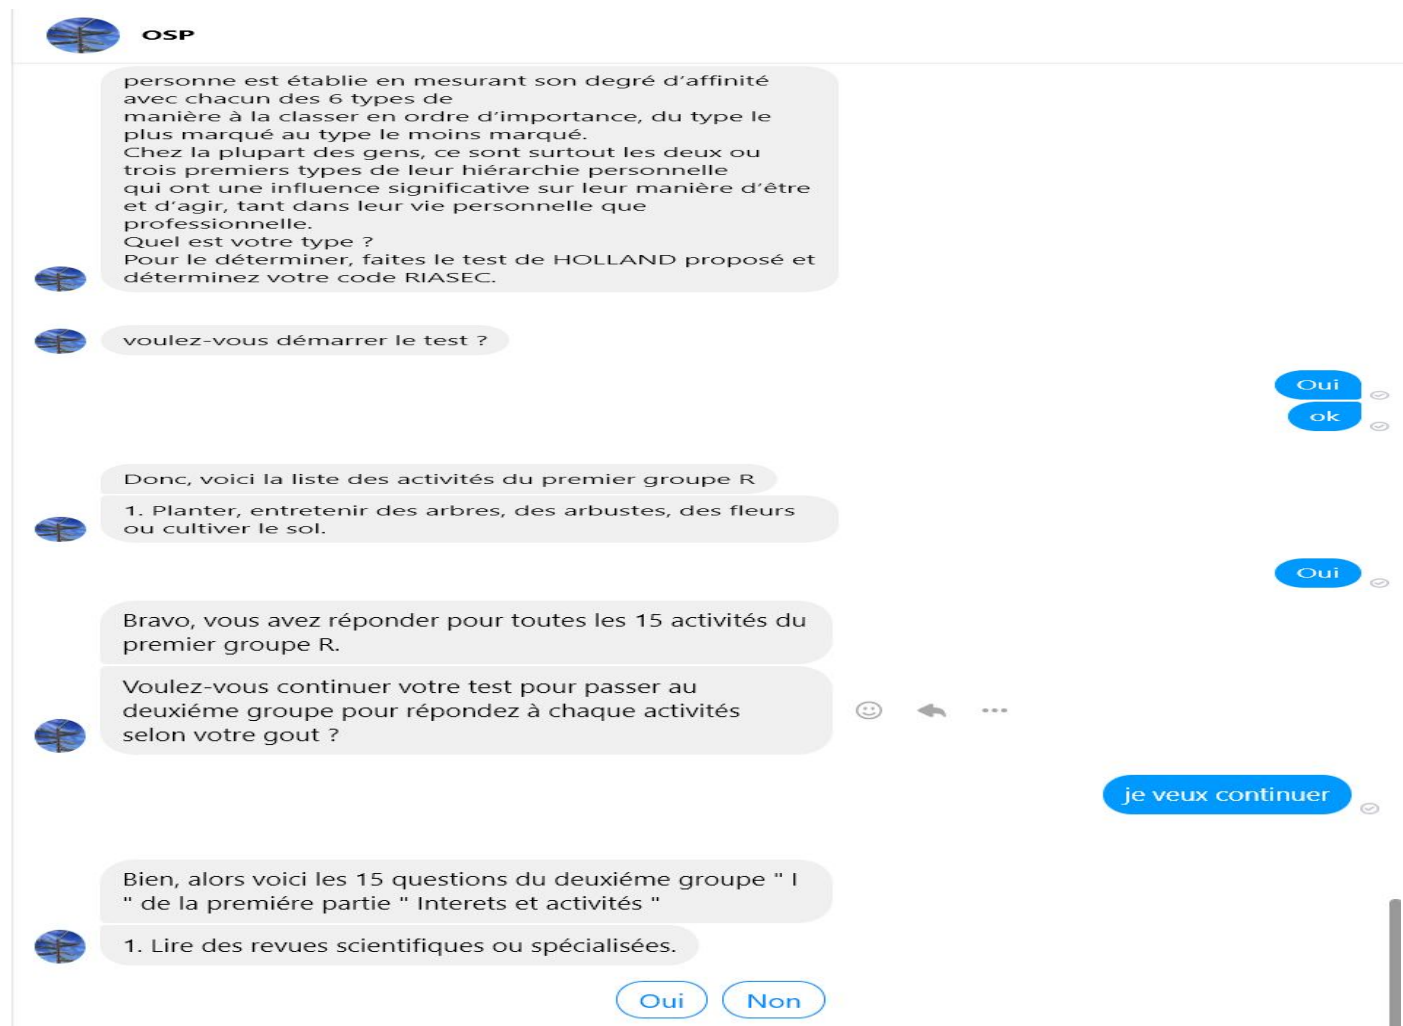 OSP
personne est établie en mesurant son degré d'affinité
avec chacun des 6 types de
manière à la classer en ordre d'importance, du type le
plus marqué au type le moins marqué.
Chez la plupart des gens, ce sont surtout les deux ou
trois premiers types de leur hiérarchie personnelle
qui ont une influence significative sur leur manière d'être
et d'agir, tant dans leur vie personnelle que
professionnelle.
Quel est votre type ?
Pour le déterminer, faites le test de HOLLAND proposé et
déterminez votre code RIASEC.
voulez-vous démarrer le test ?
Oui
ok
Donc, voici la liste des activités du premier groupe R
1. Planter, entretenir des arbres, des arbustes, des fleurs
ou cultiver le sol.
Oui
Bravo, vous avez réponder pour toutes les 15 activités du
premier groupe R.
Voulez-vous continuer votre test pour passer au
deuxiéme groupe pour répondez à chaque activités
selon votre gout ?
je veux continuer
Bien, alors voici les 15 questions du deuxiéme groupe " I
" de la premiére partie " Interets et activités "
1. Lire des revues scientifiques ou spécialisées.
Oui
Non